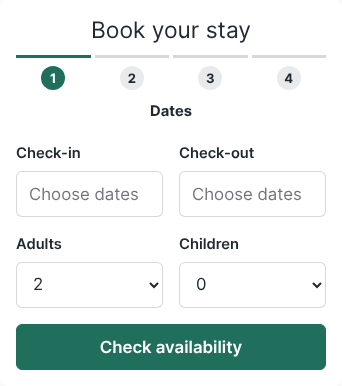 Book your stay
1 2 3 4
Dates
Check-in Check-out
Choose dates Choose dates
Adults Children
2 0
Check availability